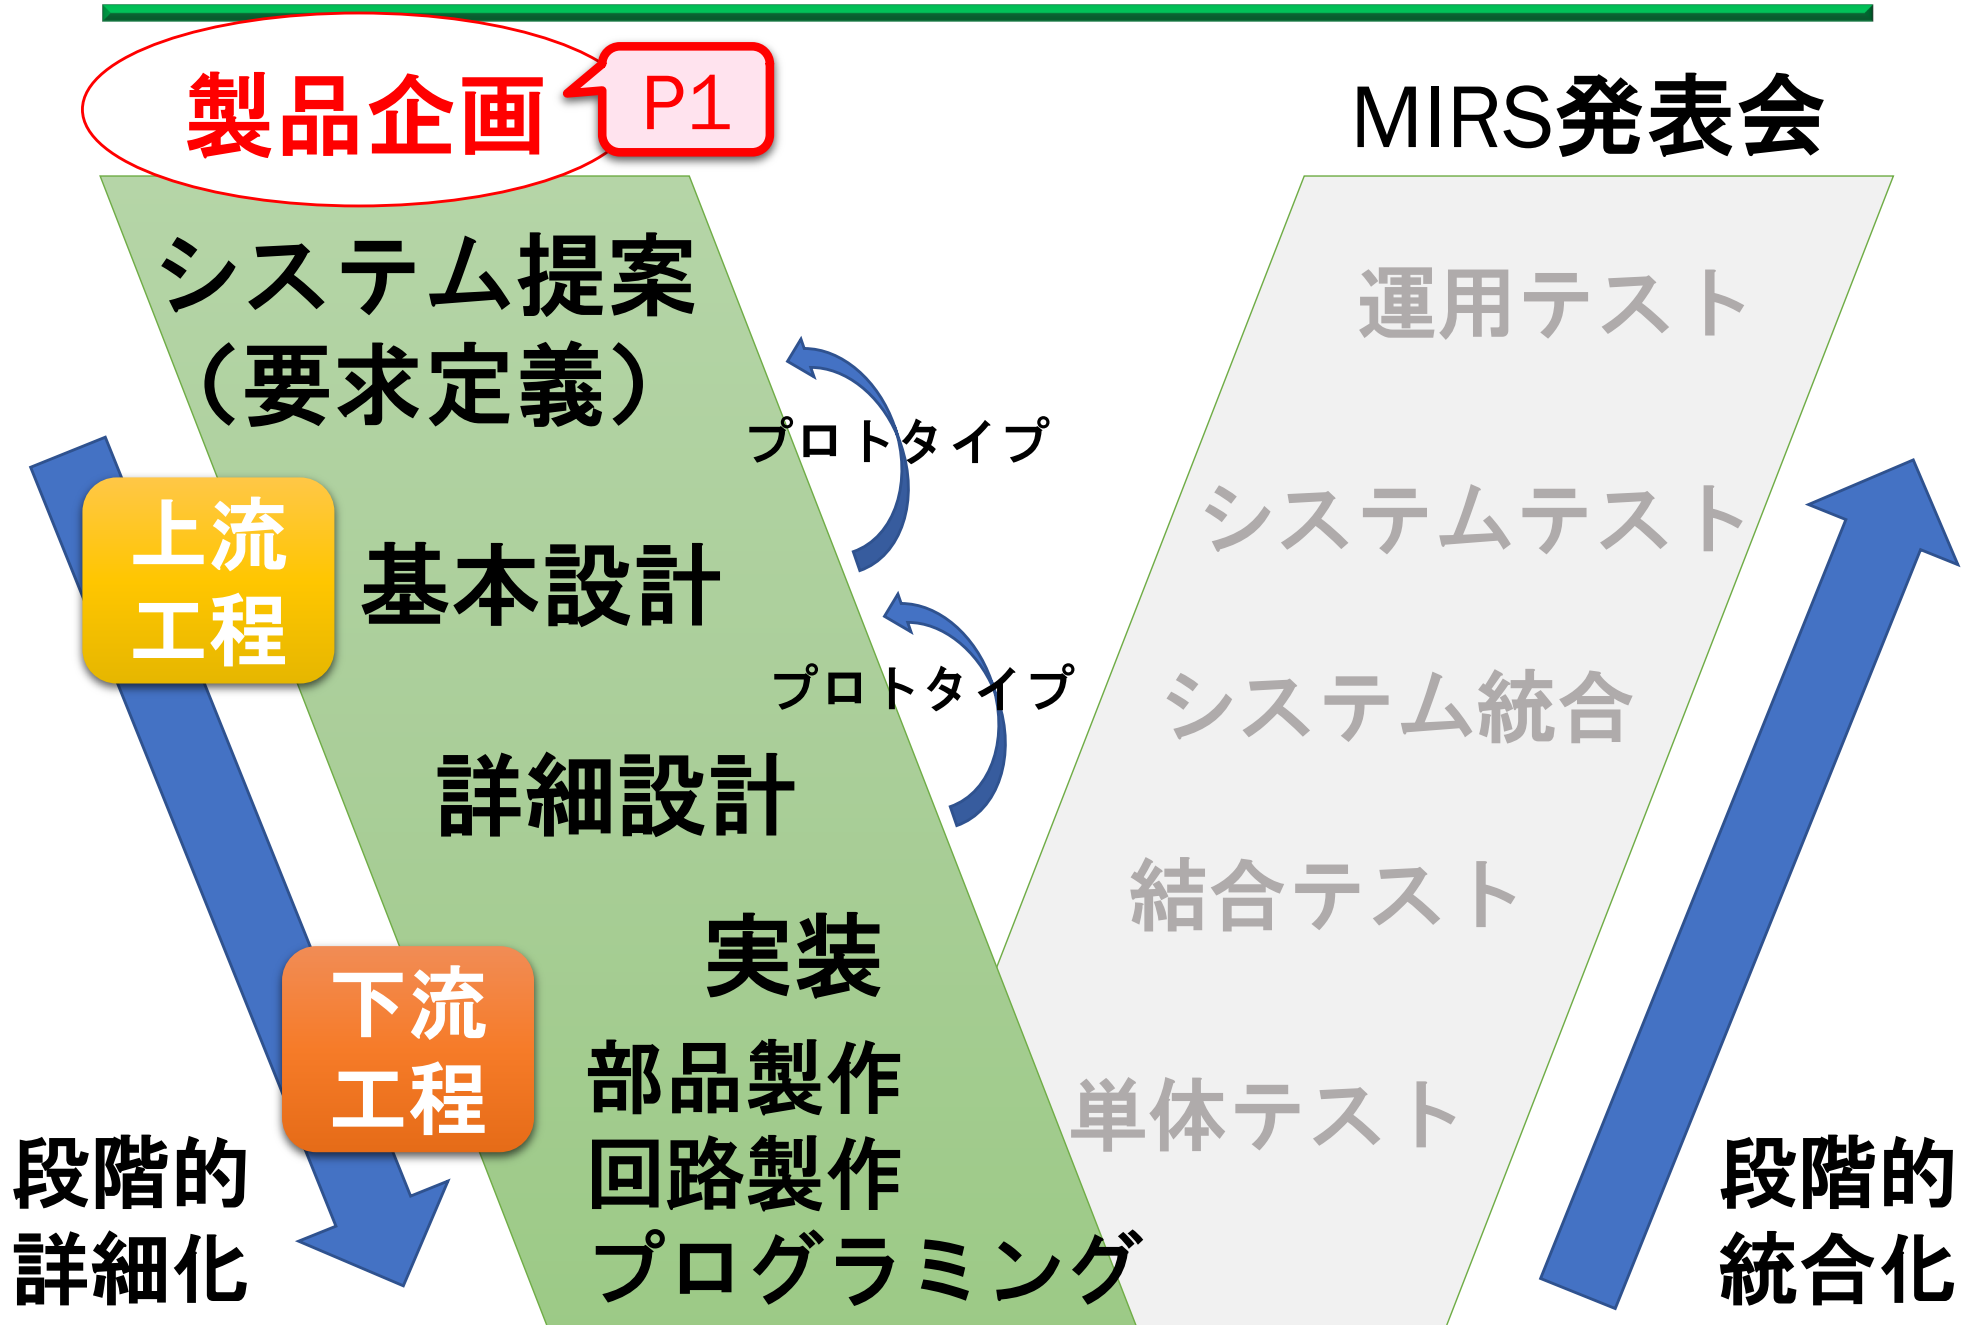 製品企画
P1
システム提案
（要求定義）
プロトタイプ
上流
工程
基本設計
プロトタイプ
詳細設計
実装
下流
工程
部品製作
回路製作
プログラミング
段階的
詳細化
MIRS発表会
運用テスト
システムテスト
システム統合
結合テスト
単体テスト
段階的
統合化